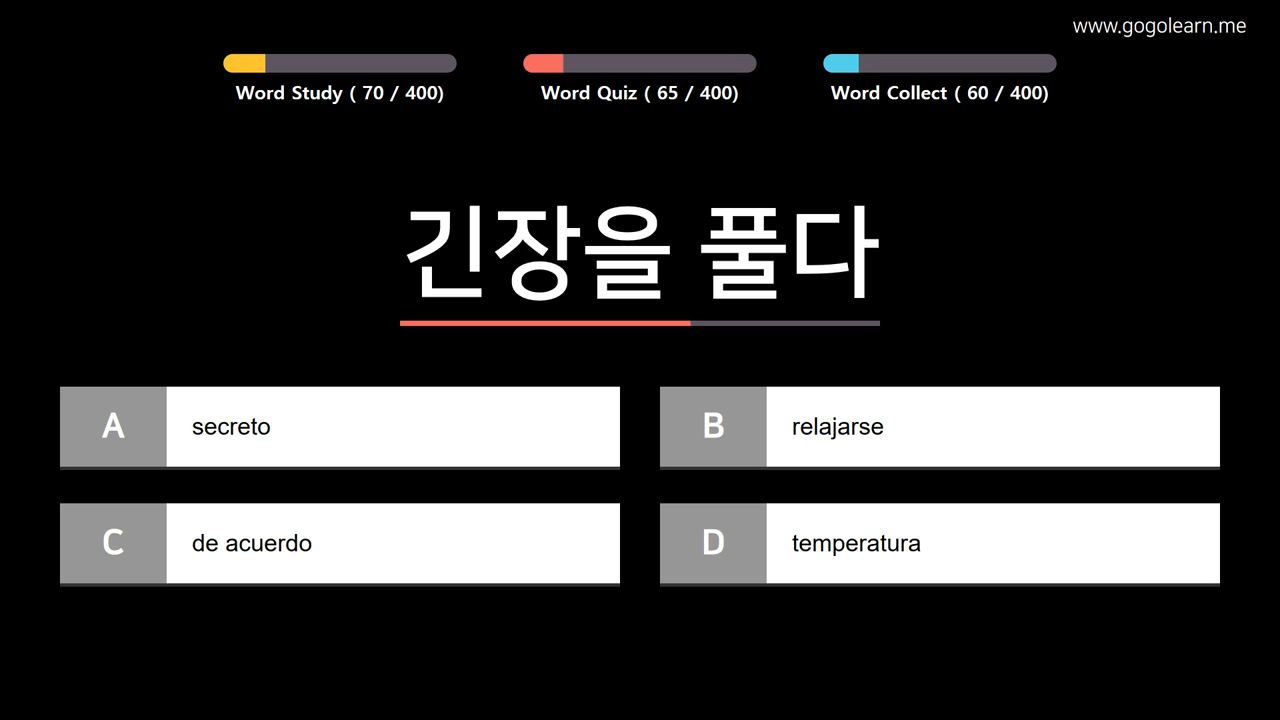 www.gogolearn.me
Word Study ( 70 / 400)
Word Quiz ( 65 / 400)
Word Collect ( 60 / 400)
긴장을 풀다
A
secreto
B
relajarse
C
de acuerdo
D
temperatura